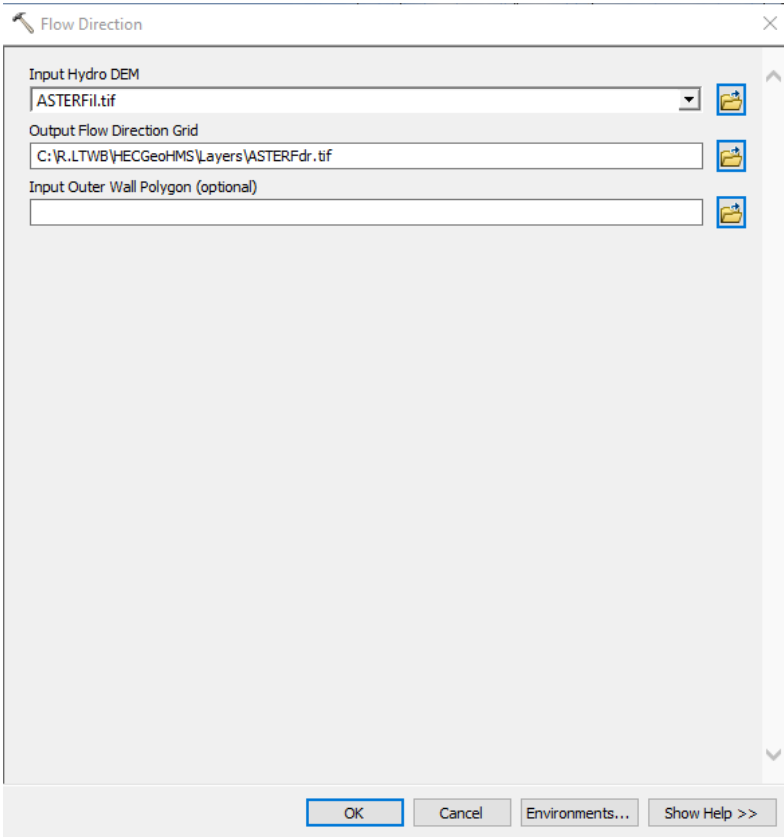 Flow Direction
Input Hydro DEM
ASTERFil.tif
Output Flow Direction Grid
C:\R.LTWB\HECGeoHMS\Layers\ASTERFdr.tif
Input Outer Wall Polygon (optional)
OK Cancel Environments... Show Help >>